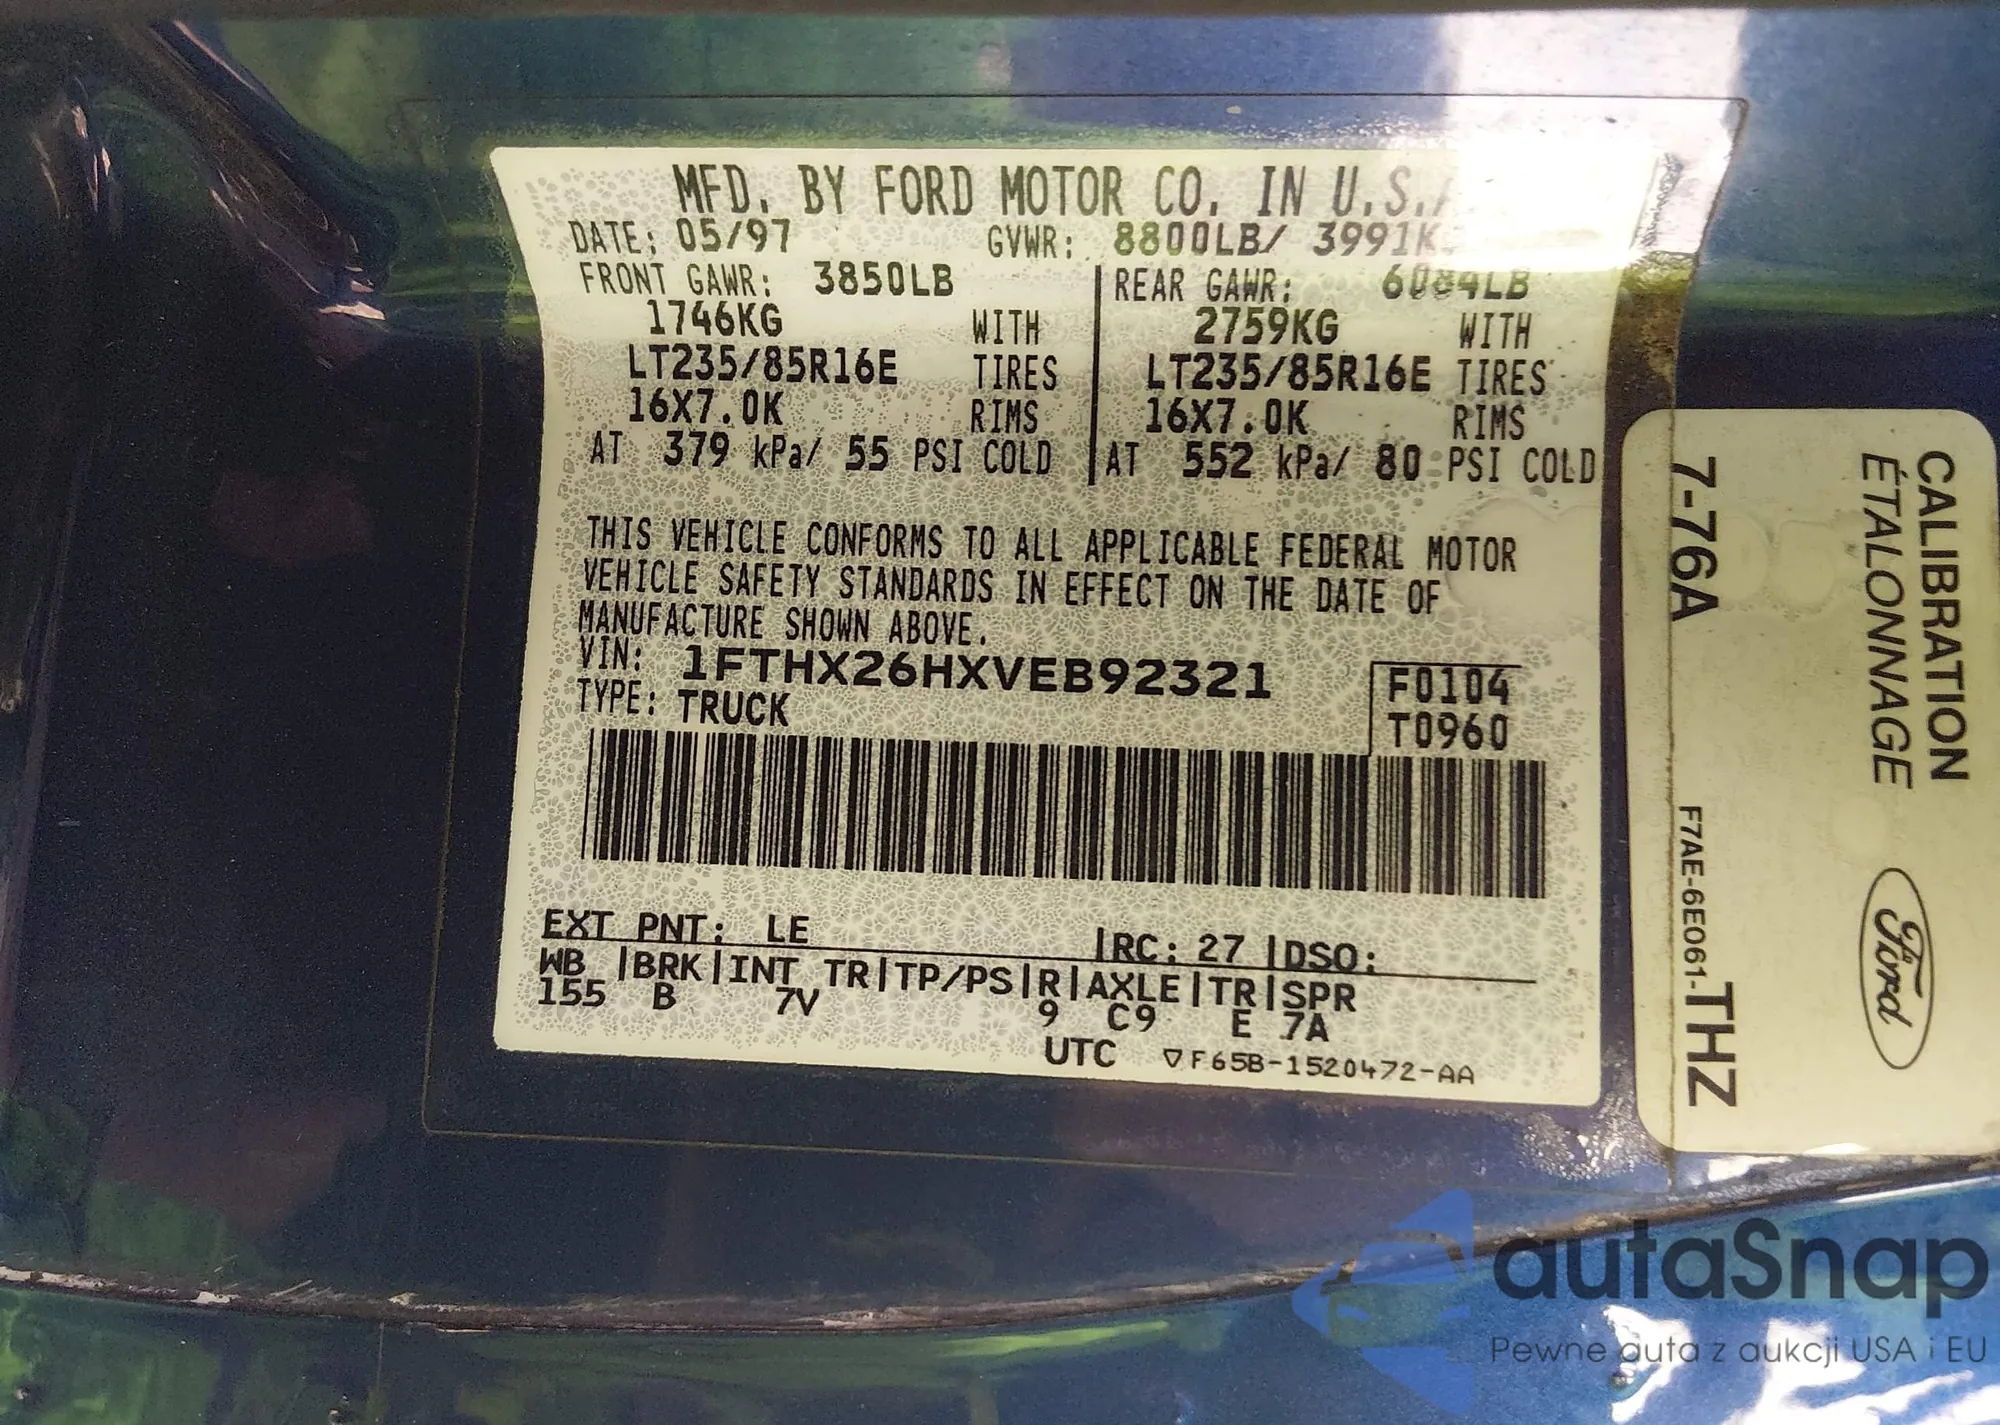 MFD. BY FORD MOTOR CO. IN U.S.A
DATE: 05/97 GVWR: 8800LB/ 3991K
FRONT GAWR: 3850LB REAR GAWR: 6084LB
1746KG WITH 2759KG WITH
LT235/85R16E TIRES LT235/85R16E TIRES
16X7.0K RIMS 16X7.0K RIMS
AT 379 kPa/ 55 PSI COLD AT 552 kPa/ 80 PSI COLD
THIS VEHICLE CONFORMS TO ALL APPLICABLE FEDERAL MOTOR
VEHICLE SAFETY STANDARDS IN EFFECT ON THE DATE OF
MANUFACTURE SHOWN ABOVE.
VIN: 1FTHX26HXVEB92321 F0104
TYPE: TRUCK T0960
EXT PNT: LE |RC: 27 |DSO:
WB |BRK|INT TR|TP/PS|R|AXLE|TR|SPR
155 B 7V 9 C9 E 7A
UTC ▽F65B-1520472-AA
CALIBRATION
ÉTALONNAGE
Ford
7-76A F7AE-6E061-THZ
autaSnap
Pewne auta z aukcji USA i EU